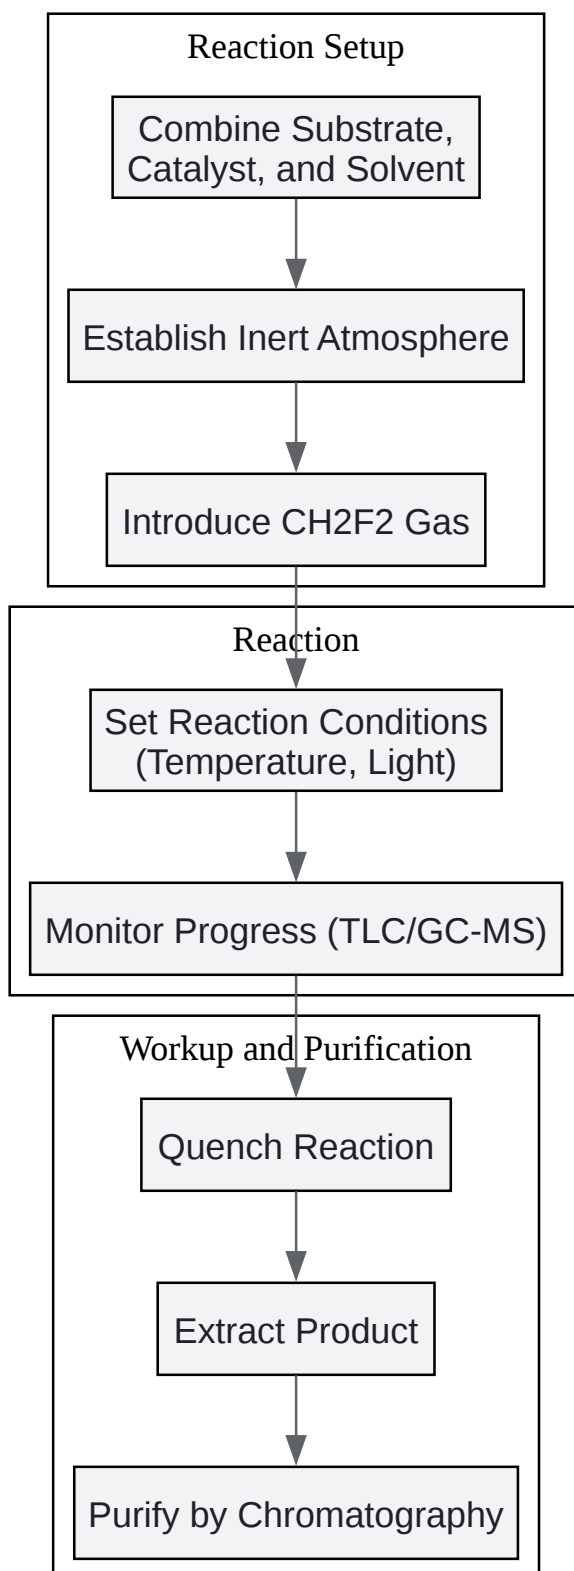 Reaction Setup
Combine Substrate,
Catalyst, and Solvent
Establish Inert Atmosphere
Introduce CH2F2 Gas
Reaction
Set Reaction Conditions
(Temperature, Light)
Monitor Progress (TLC/GC-MS)
Workup and Purification
Quench Reaction
Extract Product
Purify by Chromatography